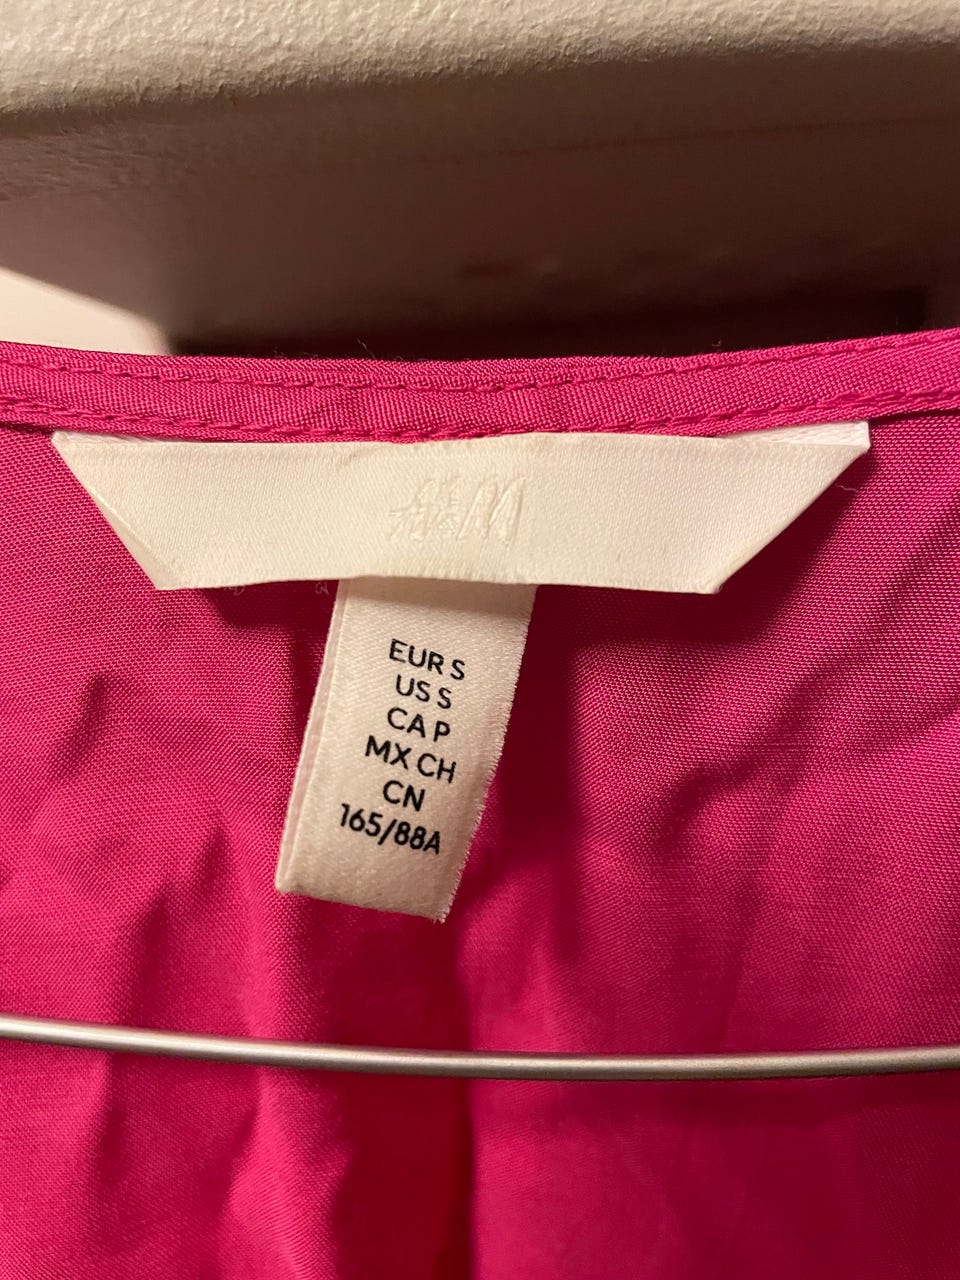 H&M
EUR S
US S
CA P
MX CH
CN
165/88A